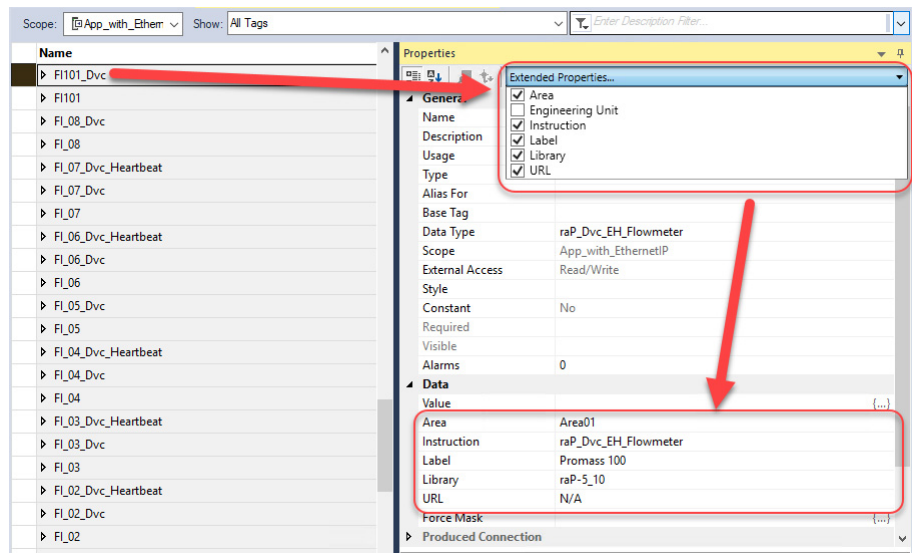 Scope: App_with_Ethern Show: All Tags Enter Description Filter...
Name
FI101_Dvc
FI101
FI_08_Dvc
FI_08
FI_07_Dvc_Heartbeat
FI_07_Dvc
FI_07
FI_06_Dvc_Heartbeat
FI_06_Dvc
FI_06
FI_05_Dvc
FI_05
FI_04_Dvc_Heartbeat
FI_04_Dvc
FI_04
FI_03_Dvc_Heartbeat
FI_03_Dvc
FI_03
FI_02_Dvc_Heartbeat
FI_02_Dvc
FI_02
Properties
Extended Properties...
Area
Engineering Unit
Instruction
Label
Library
URL
General
Name
Description
Usage
Type
Alias For
Base Tag
Data Type raP_Dvc_EH_Flowmeter
Scope App_with_EthernetIP
External Access Read/Write
Style
Constant No
Required
Visible
Alarms 0
Data
Value {...}
Area Area01
Instruction raP_Dvc_EH_Flowmeter
Label Promass 100
Library raP-5_10
URL N/A
Force Mask {...}
Produced Connection